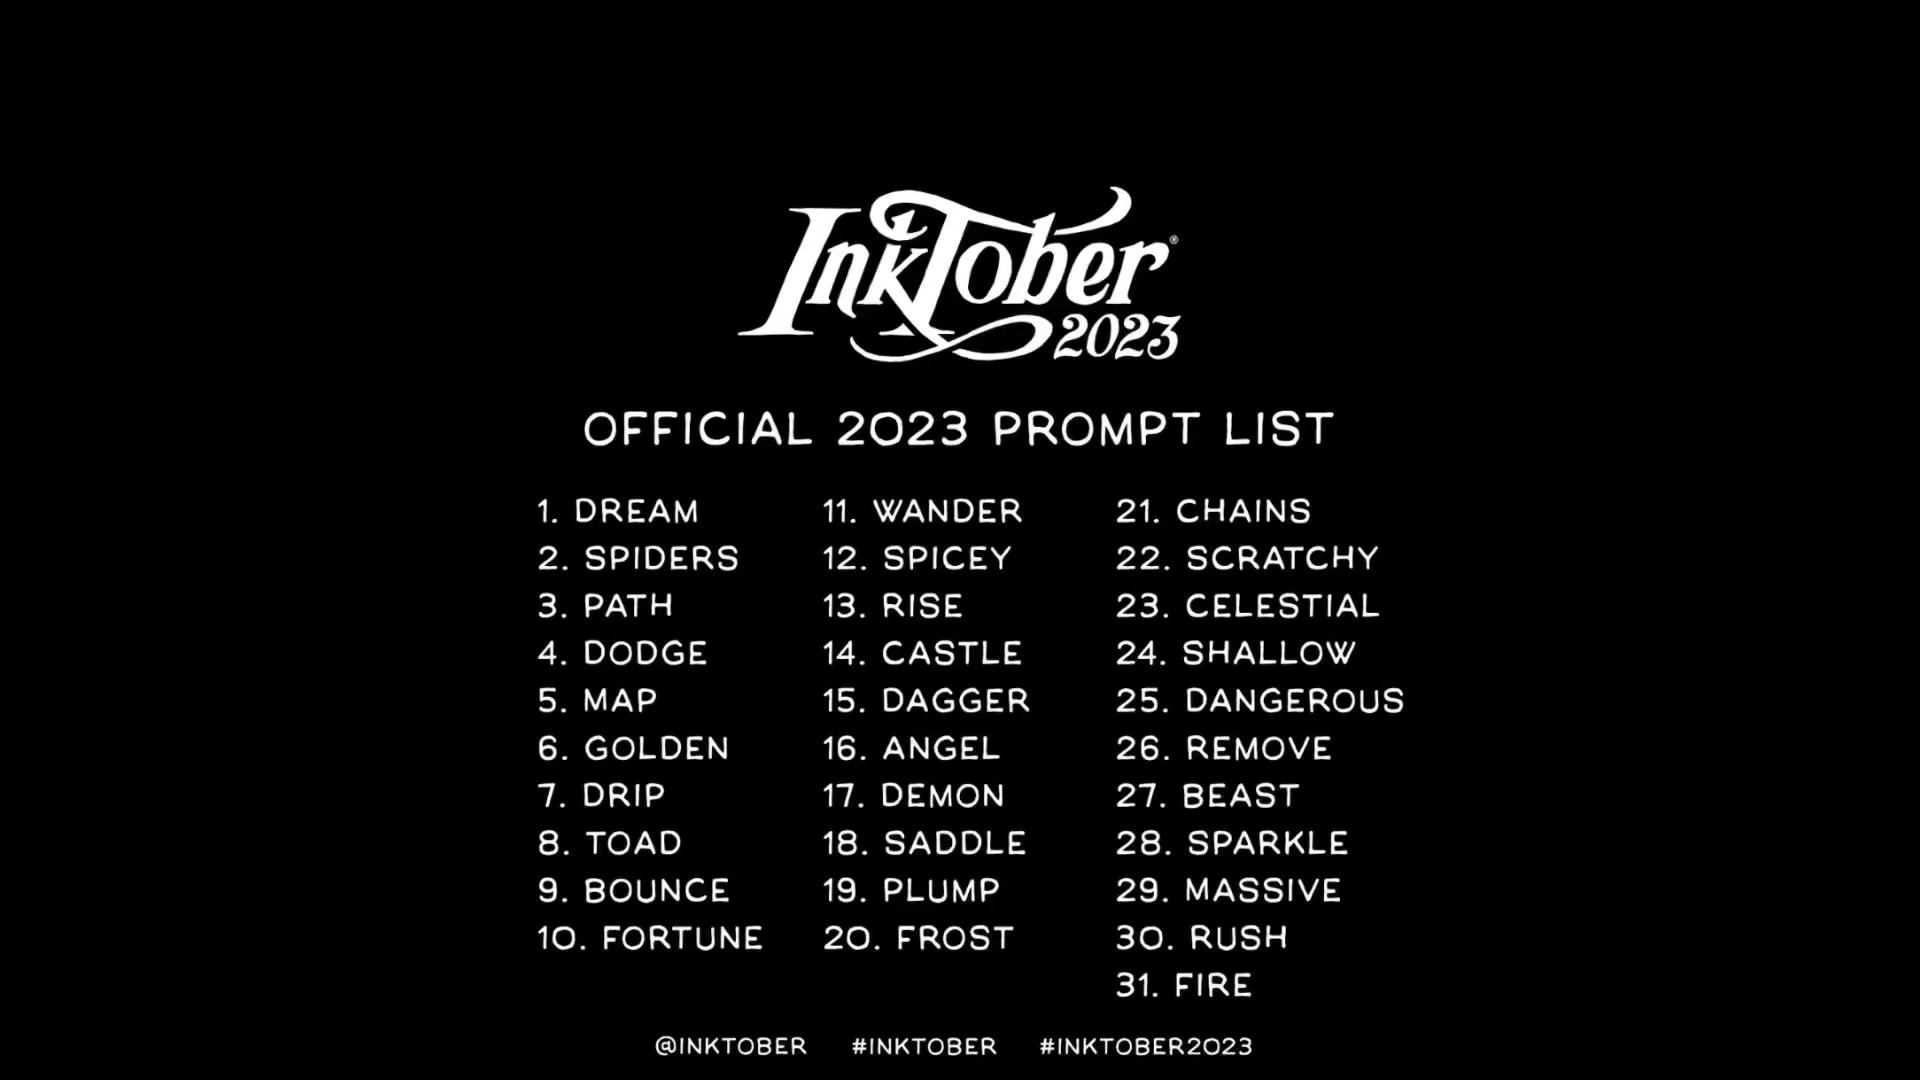 InkTober®
2023
OFFICIAL 2023 PROMPT LIST
1. DREAM
2. SPIDERS
3. PATH
4. DODGE
5. MAP
6. GOLDEN
7. DRIP
8. TOAD
9. BOUNCE
10. FORTUNE
11. WANDER
12. SPICEY
13. RISE
14. CASTLE
15. DAGGER
16. ANGEL
17. DEMON
18. SADDLE
19. PLUMP
20. FROST
21. CHAINS
22. SCRATCHY
23. CELESTIAL
24. SHALLOW
25. DANGEROUS
26. REMOVE
27. BEAST
28. SPARKLE
29. MASSIVE
30. RUSH
31. FIRE
@INKTOBER #INKTOBER #INKTOBER2023